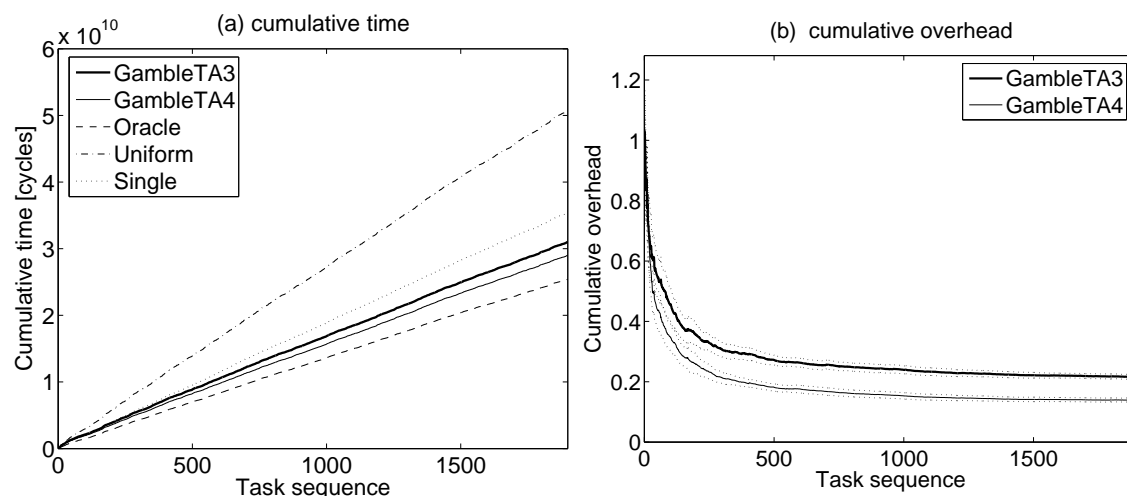 (a) cumulative time
x 10^10
6
5
4
3
2
1
0
0 500 1000 1500
Cumulative time [cycles]
Task sequence
GambleTA3
GambleTA4
Oracle
Uniform
Single
(b) cumulative overhead
1.2
1
0.8
0.6
0.4
0.2
0
0 500 1000 1500
Cumulative overhead
Task sequence
GambleTA3
GambleTA4